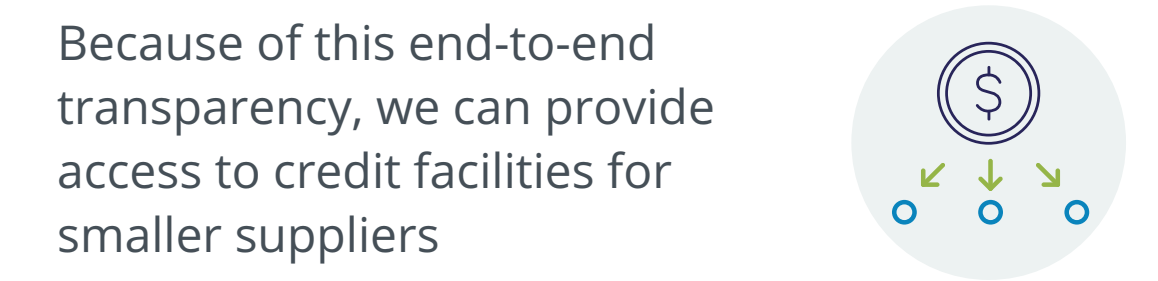 Because of this end-to-end
transparency, we can provide
access to credit facilities for
smaller suppliers
$